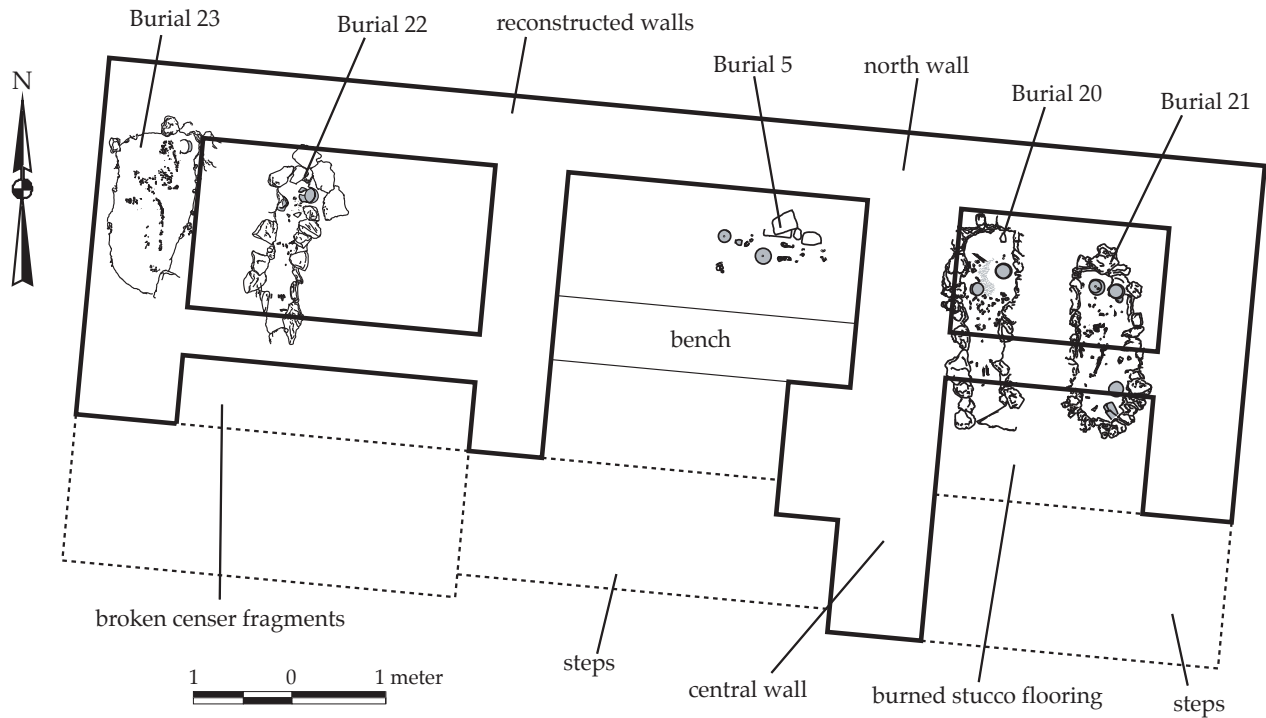 Burial 23
Burial 22
reconstructed walls
Burial 5
north wall
Burial 20
Burial 21
N
bench
broken censer fragments
steps
central wall
burned stucco flooring
steps
1 0 1 meter